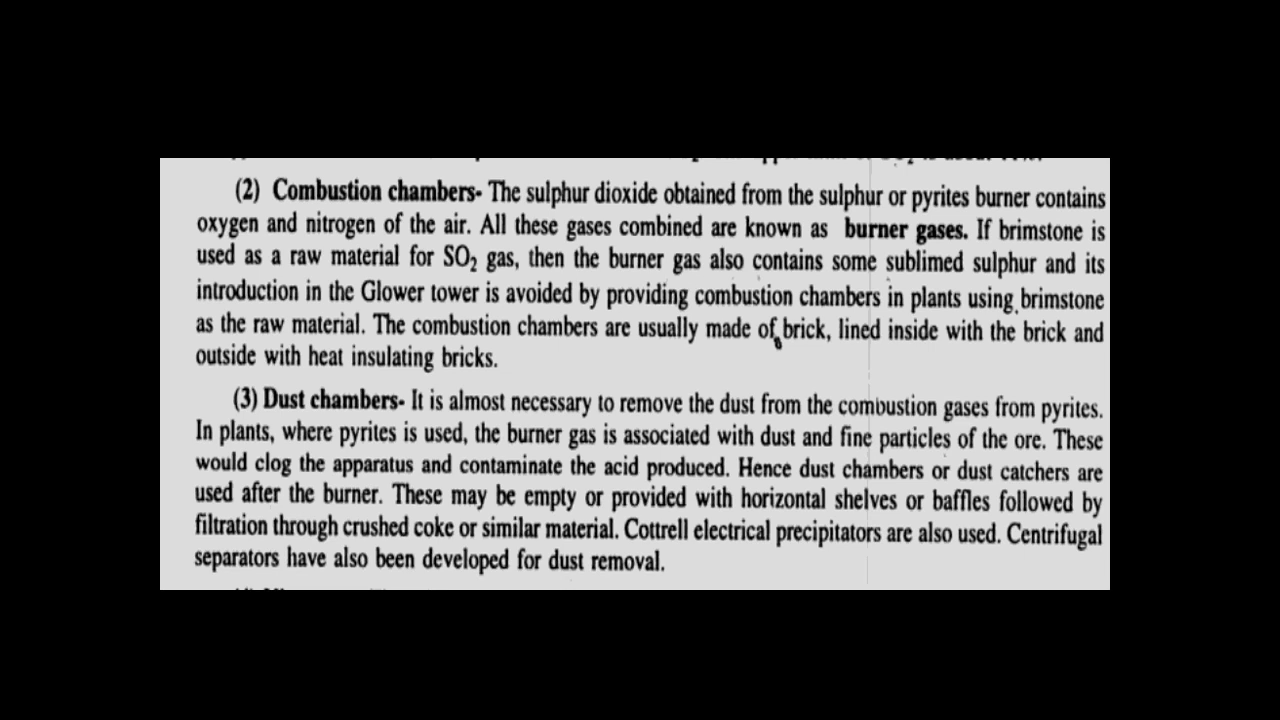 (2) Combustion chambers- The sulphur dioxide obtained from the sulphur or pyrites burner contains
oxygen and nitrogen of the air. All these gases combined are known as burner gases. If brimstone is
used as a raw material for SO₂ gas, then the burner gas also contains some sublimed sulphur and its
introduction in the Glower tower is avoided by providing combustion chambers in plants using brimstone
as the raw material. The combustion chambers are usually made of brick, lined inside with the brick and
outside with heat insulating bricks.
(3) Dust chambers- It is almost necessary to remove the dust from the combustion gases from pyrites.
In plants, where pyrites is used, the burner gas is associated with dust and fine particles of the ore. These
would clog the apparatus and contaminate the acid produced. Hence dust chambers or dust catchers are
used after the burner. These may be empty or provided with horizontal shelves or baffles followed by
filtration through crushed coke or similar material. Cottrell electrical precipitators are also used. Centrifugal
separators have also been developed for dust removal.